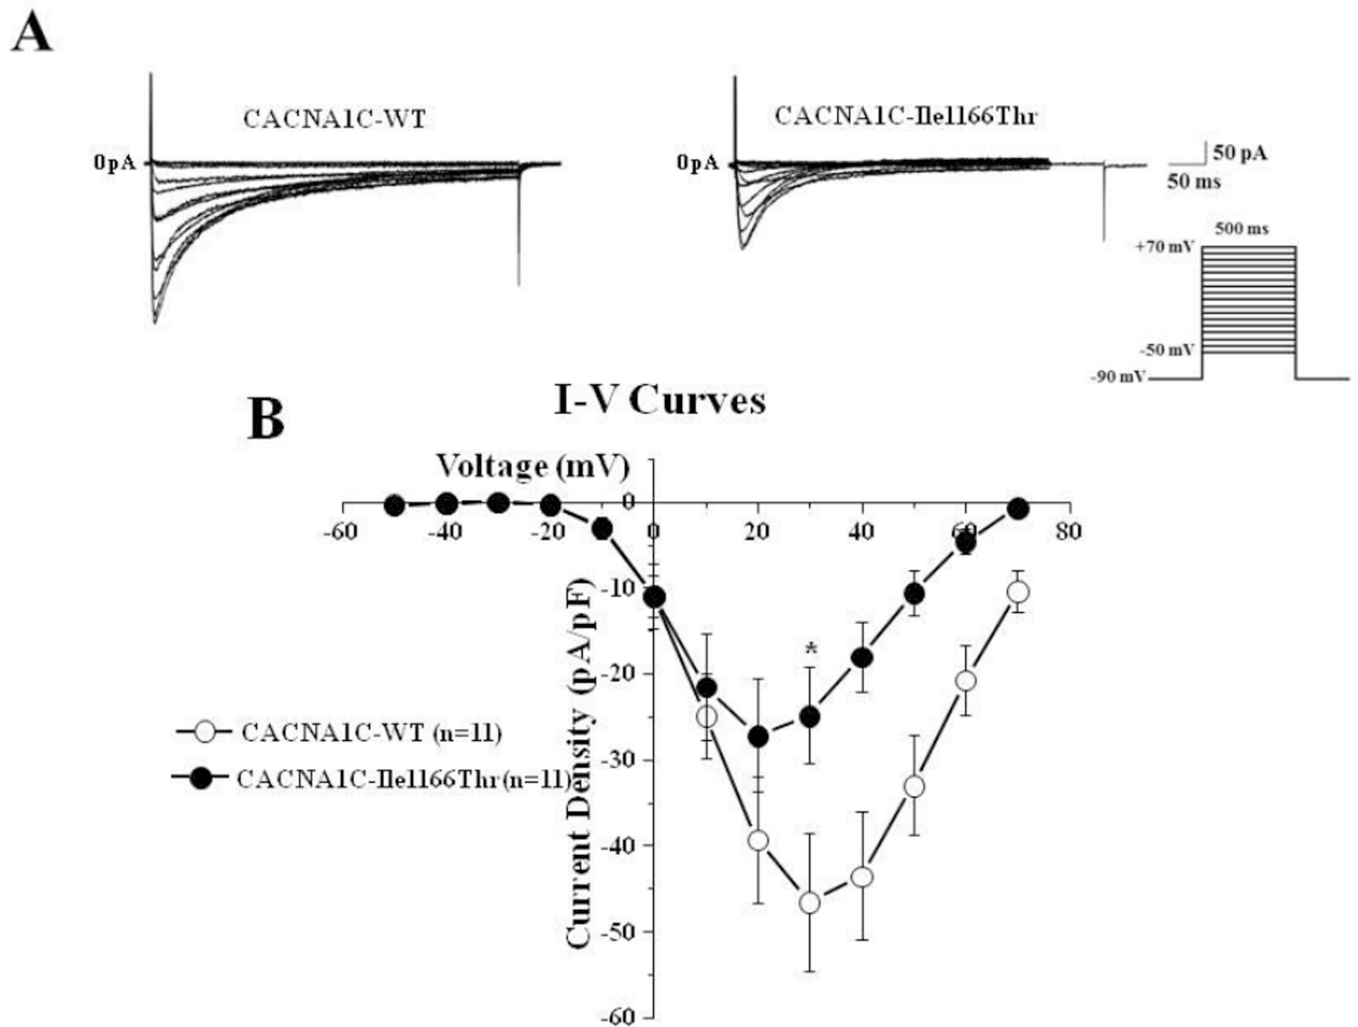 A
CACNA1C-WT
CACNA1C-Ile1166Thr
0pA
0pA
50 pA
50 ms
500 ms
+70 mV
-50 mV
-90 mV
I-V Curves
B
Voltage (mV)
0
-60
-40
-20
0
20
40
60
80
-10
-20
-30
-40
-50
-60
Current Density (pA/pF)
*
CACNA1C-WT (n=11)
CACNA1C-Ile1166Thr(n=11)